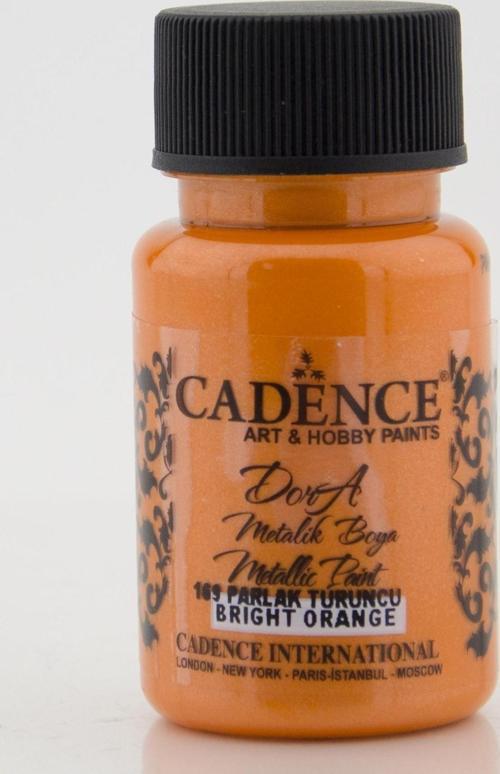 CADENCE®
ART & HOBBY PAINTS
DorA
Metalik Boya
Metallic Paint
169 PARLAK TURUNCU
BRIGHT ORANGE
CADENCE INTERNATIONAL
LONDON - NEW YORK - PARIS-İSTANBUL - MOSCOW